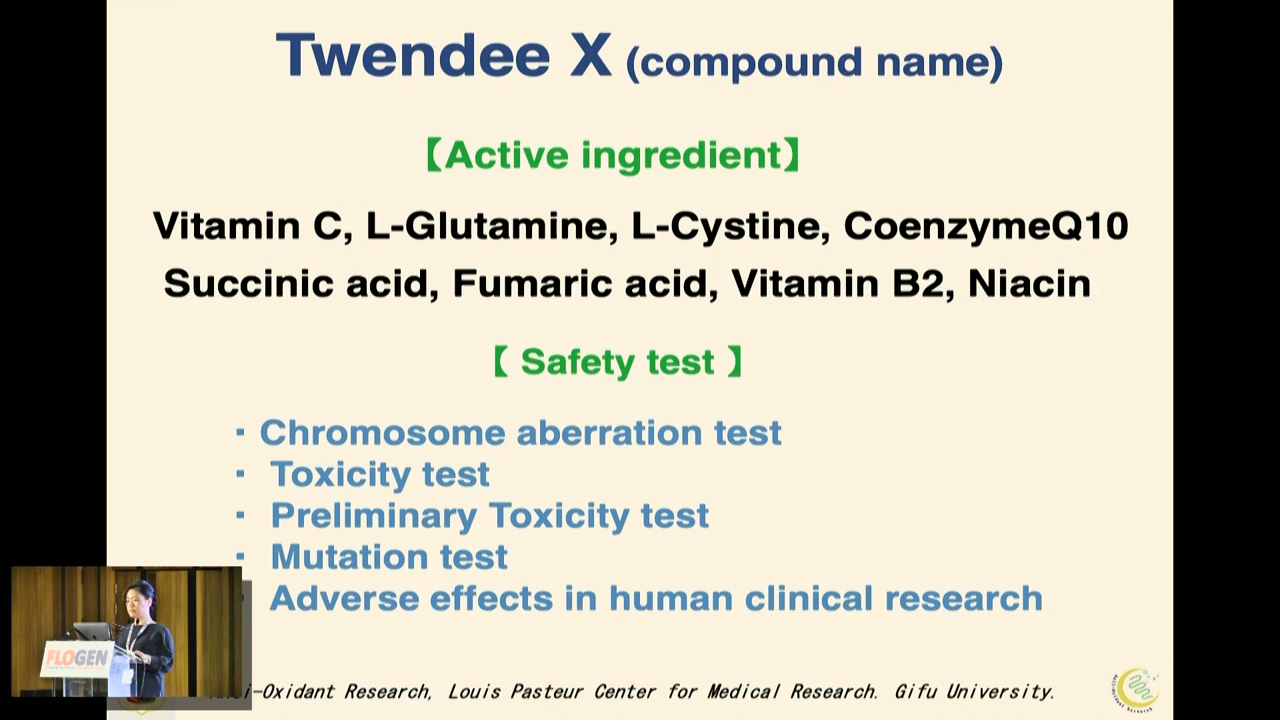 Twendee X (compound name)
【Active ingredient】
Vitamin C, L-Glutamine, L-Cystine, CoenzymeQ10
Succinic acid, Fumaric acid, Vitamin B2, Niacin
【 Safety test 】
・Chromosome aberration test
・ Toxicity test
・ Preliminary Toxicity test
・ Mutation test
Adverse effects in human clinical research
FLOGEN
-Oxidant Research, Louis Pasteur Center for Medical Research. Gifu University.